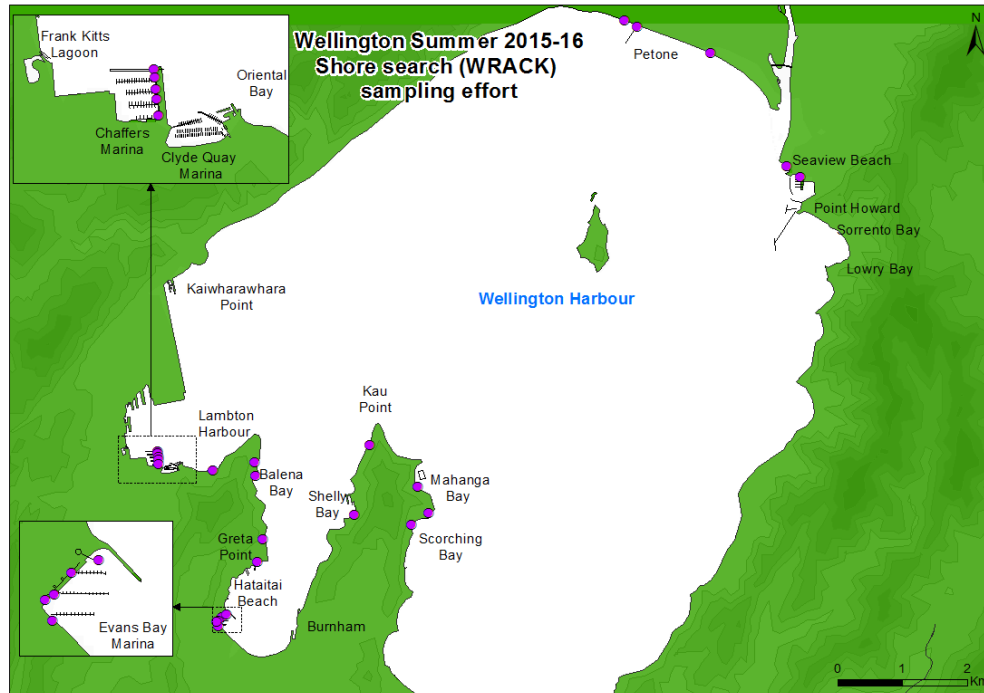 Wellington Summer 2015-16
Shore search (WRACK)
sampling effort
N
Frank Kitts
Lagoon
Oriental
Bay
Chaffers
Marina
Clyde Quay
Marina
Petone
Seaview Beach
Point Howard
Sorrento Bay
Lowry Bay
Kaiwharawhara
Point
Wellington Harbour
Kau
Point
Lambton
Harbour
Balena
Bay
Shelly
Bay
Mahanga
Bay
Greta
Point
Scorching
Bay
Hataitai
Beach
Burnham
Evans Bay
Marina
0 1 2
Km